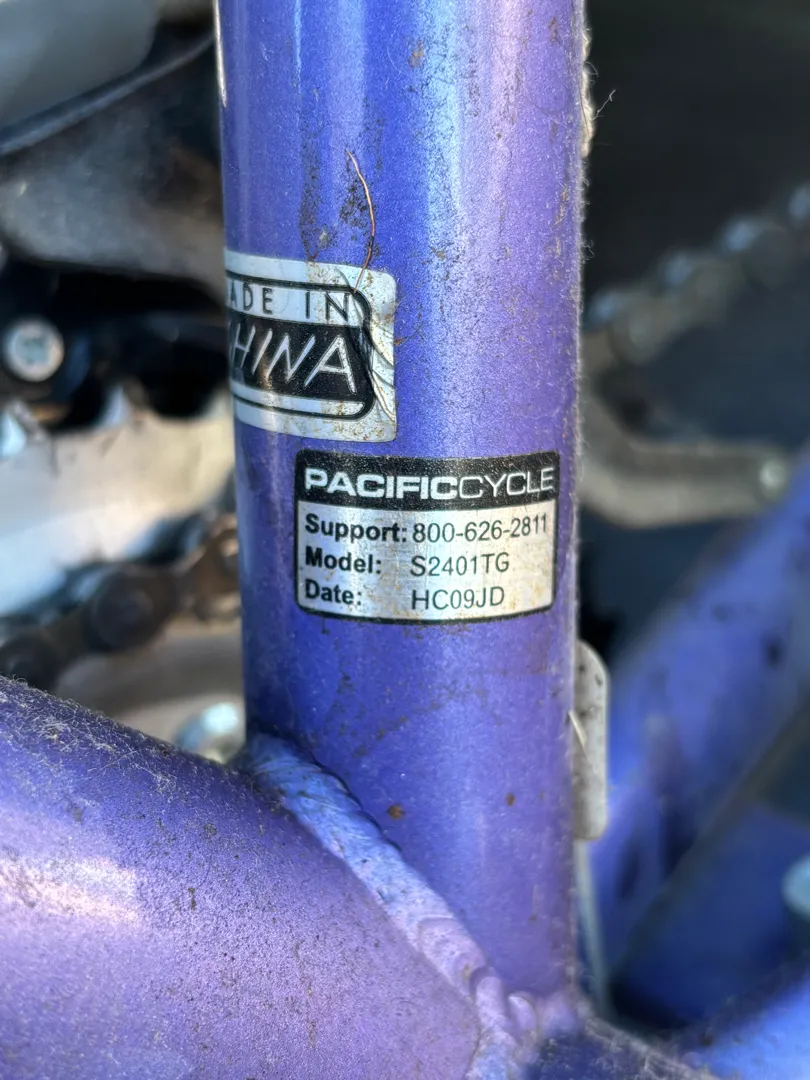 ADE IN
HINA
PACIFICCYCLE
Support: 800-626-2811
Model: S2401TG
Date: HC09JD